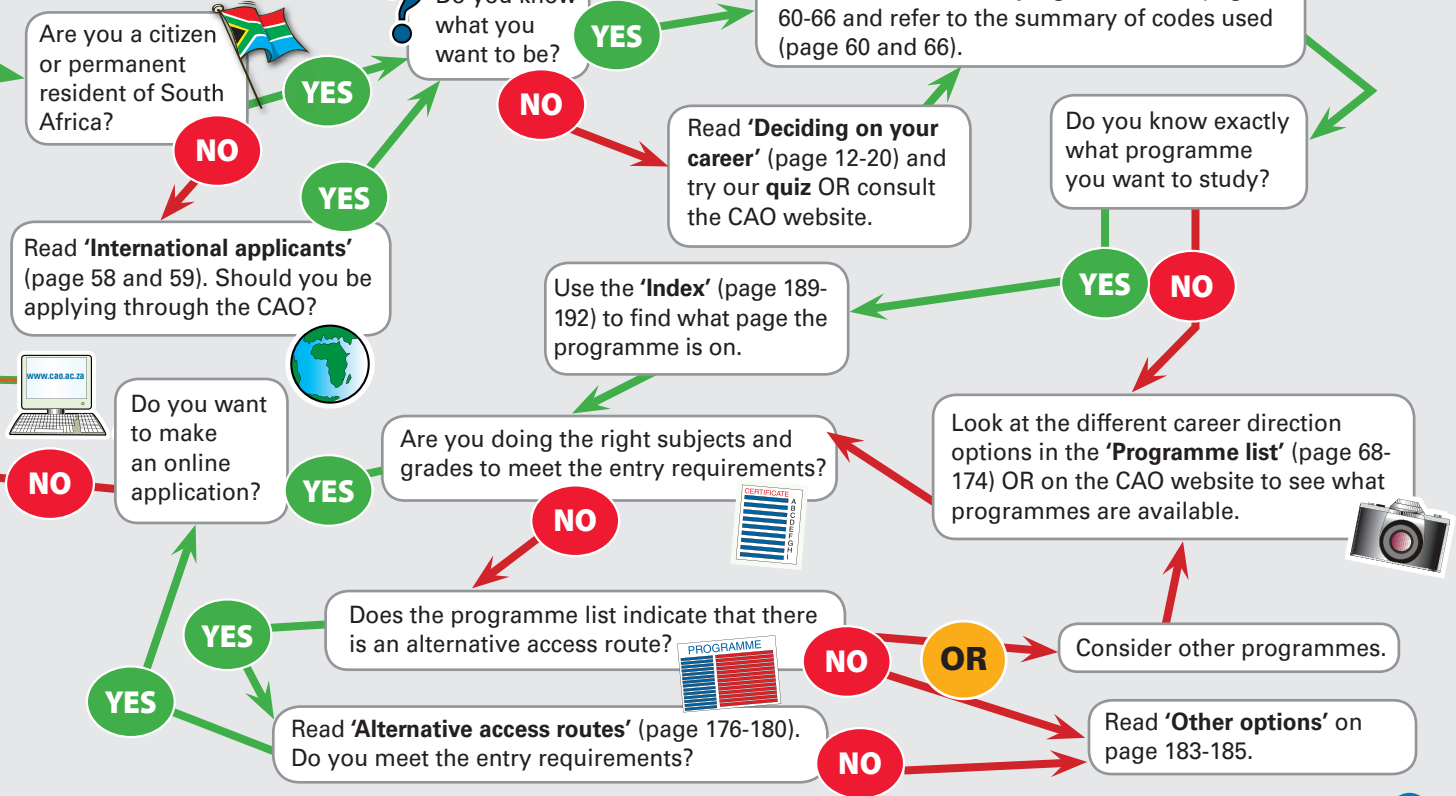 Are you a citizen
or permanent
resident of South
Africa?
YES
NO
what you
want to be?
YES
NO
60-66 and refer to the summary of codes used
(page 60 and 66).
Read 'Deciding on your
career' (page 12-20) and
try our quiz OR consult
the CAO website.
Do you know exactly
what programme
you want to study?
YES
NO
YES
Read 'International applicants'
(page 58 and 59). Should you be
applying through the CAO?
Use the 'Index' (page 189-
192) to find what page the
programme is on.
www.cao.ac.za
Do you want
to make
an online
application?
NO
YES
Are you doing the right subjects and
grades to meet the entry requirements?
NO
CERTIFICATE
A
B
C
D
E
F
G
H
I
Look at the different career direction
options in the 'Programme list' (page 68-
174) OR on the CAO website to see what
programmes are available.
Does the programme list indicate that there
is an alternative access route?
PROGRAMME
YES
NO
OR
Consider other programmes.
YES
Read 'Alternative access routes' (page 176-180).
Do you meet the entry requirements?
NO
Read 'Other options' on
page 183-185.